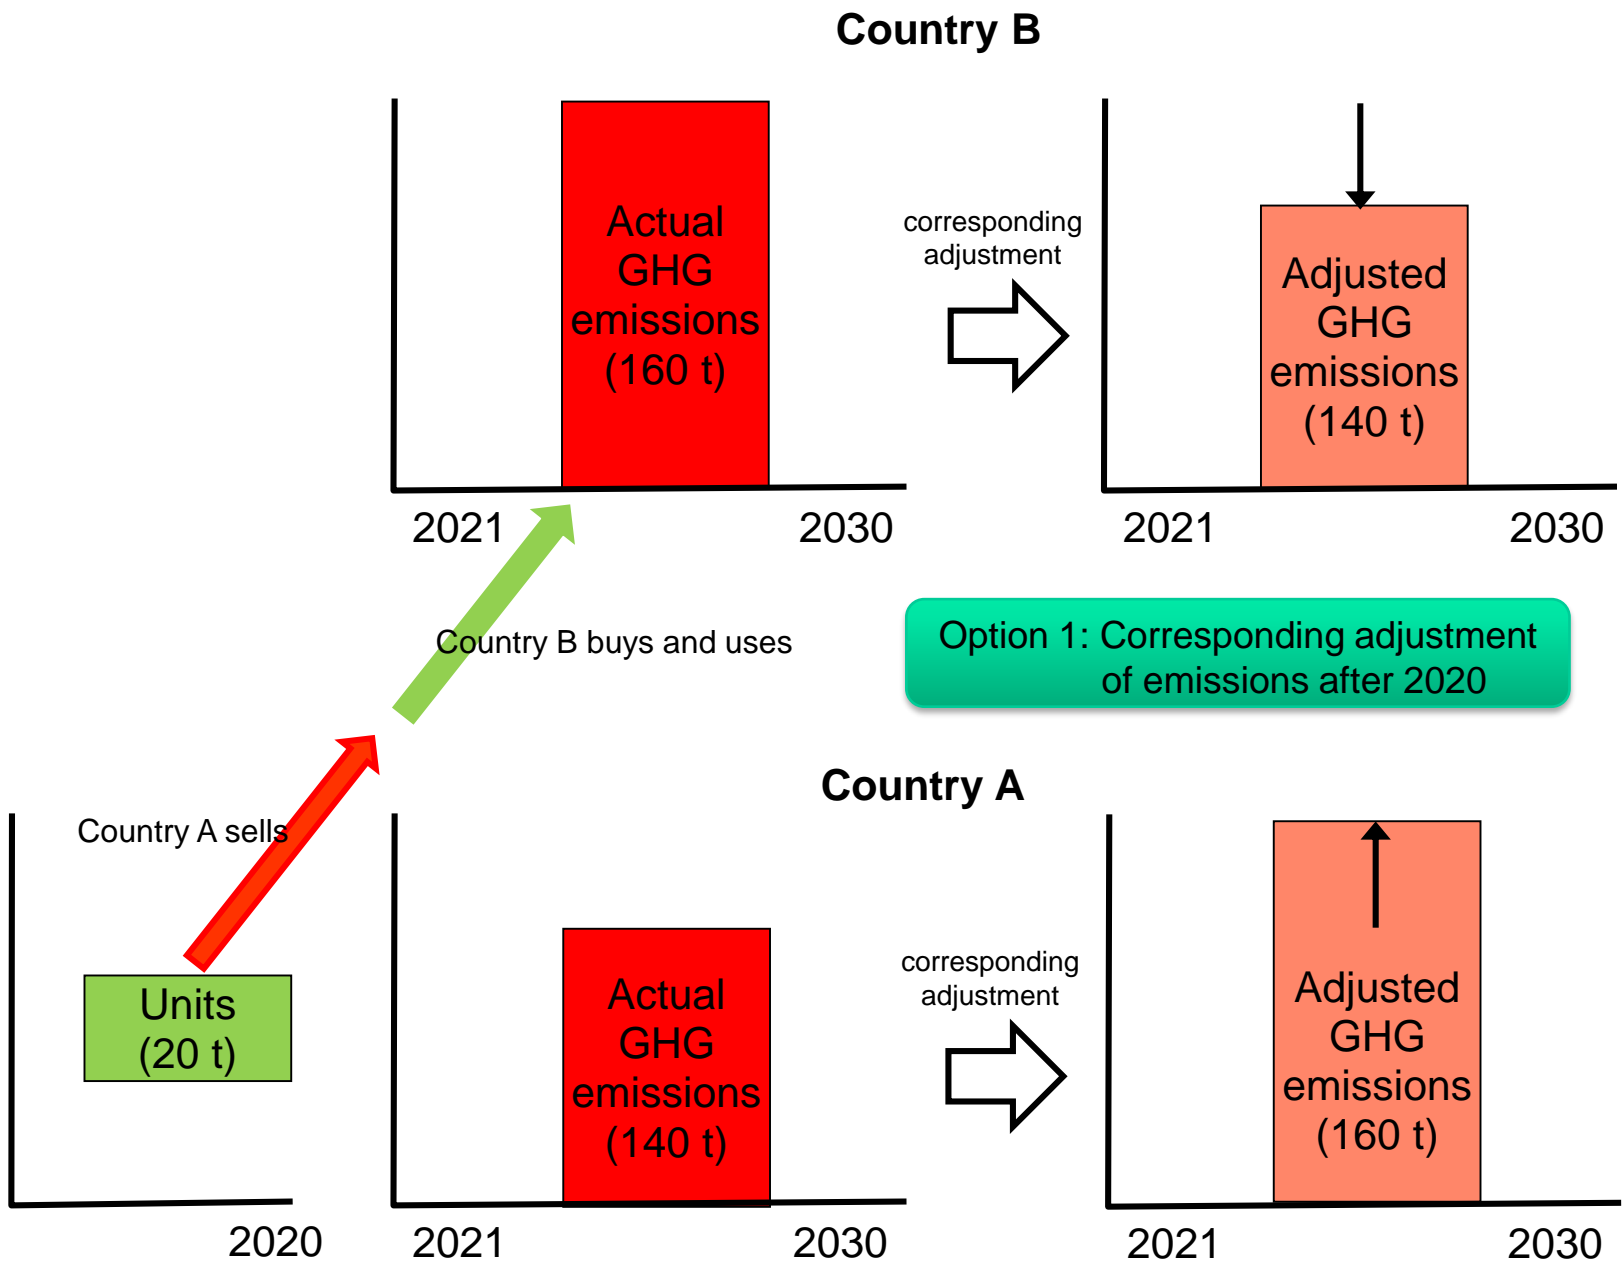 Country B
Actual
GHG
emissions
(160 t)
corresponding
adjustment
Adjusted
GHG
emissions
(140 t)
2021
2030
2021
2030
Country B buys and uses
Option 1: Corresponding adjustment
of emissions after 2020
Country A
Country A sells
Units
(20 t)
Actual
GHG
emissions
(140 t)
corresponding
adjustment
Adjusted
GHG
emissions
(160 t)
2020
2021
2030
2021
2030